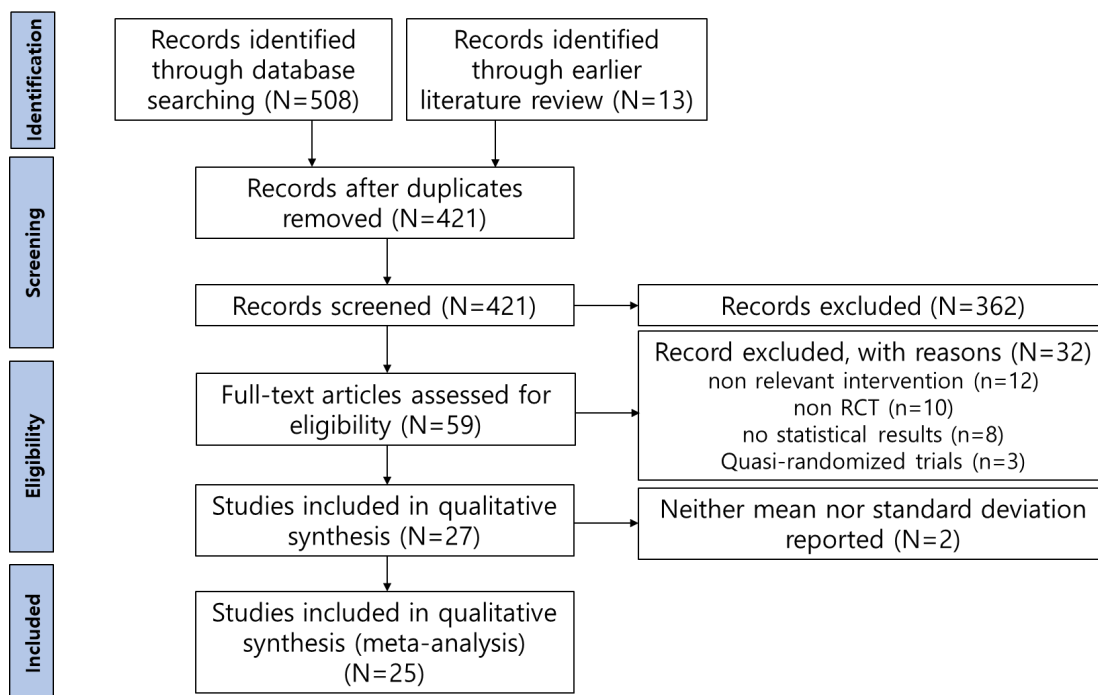 Identification
Records identified
through database
searching (N=508)
Records identified
through earlier
literature review (N=13)
Screening
Records after duplicates
removed (N=421)
Records screened (N=421)
Records excluded (N=362)
Eligibility
Full-text articles assessed for
eligibility (N=59)
Record excluded, with reasons (N=32)
non relevant intervention (n=12)
non RCT (n=10)
no statistical results (n=8)
Quasi-randomized trials (n=3)
Studies included in qualitative
synthesis (N=27)
Neither mean nor standard deviation
reported (N=2)
Included
Studies included in qualitative
synthesis (meta-analysis)
(N=25)